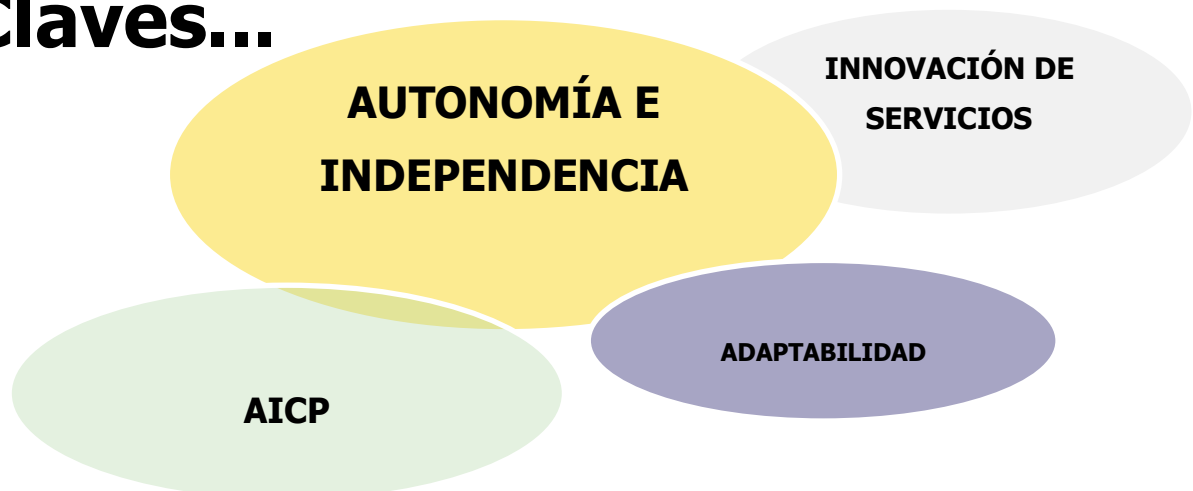 Claves...
AUTONOMÍA E
INDEPENDENCIA
INNOVACIÓN DE
SERVICIOS
ADAPTABILIDAD
AICP